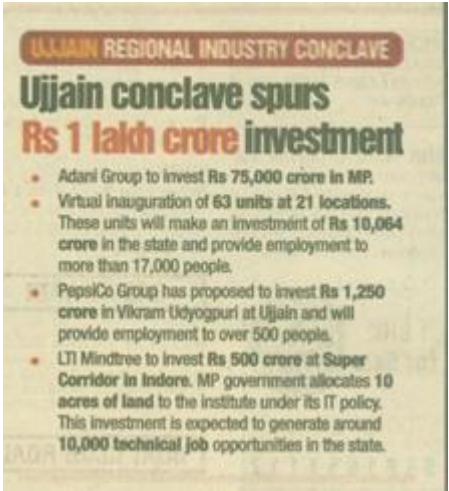 UJJAIN REGIONAL INDUSTRY CONCLAVE
Ujjain conclave spurs
Rs 1 lakh crore investment
• Adani Group to invest Rs 75,000 crore in MP.
• Virtual inauguration of 63 units at 21 locations.
These units will make an investment of Rs 10,064
crore in the state and provide employment to
more than 17,000 people.
• PepsiCo Group has proposed to invest Rs 1,250
crore in Vikram Udyogpuri at Ujjain and will
provide employment to over 500 people.
• LTI Mindtree to invest Rs 500 crore at Super
Corridor in Indore. MP government allocates 10
acres of land to the institute under its IT policy.
This investment is expected to generate around
10,000 technical job opportunities in the state.